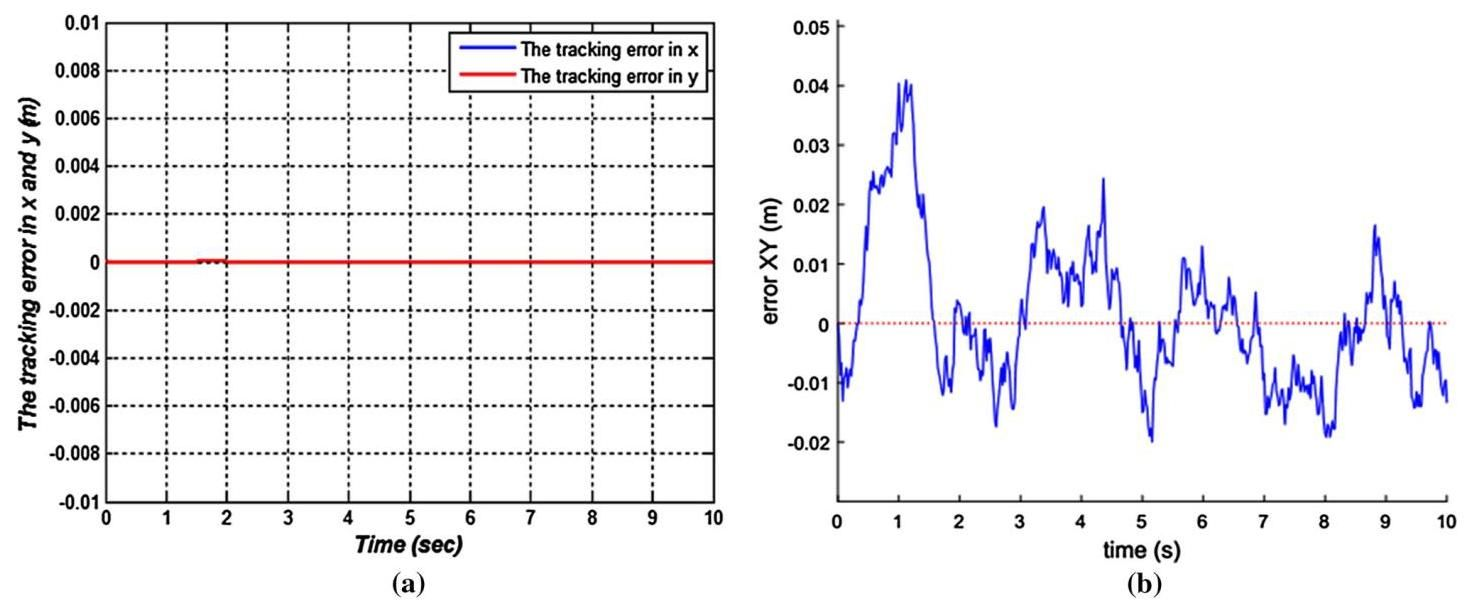 The tracking error in x and y (m)
0.01
0.008
0.006
0.004
0.002
0
-0.002
-0.004
-0.006
-0.008
-0.01
The tracking error in x
The tracking error in y
0 1 2 3 4 5 6 7 8 9 10
Time (sec)
(a)
error XY (m)
0.05
0.04
0.03
0.02
0.01
0
-0.01
-0.02
0 1 2 3 4 5 6 7 8 9 10
time (s)
(b)